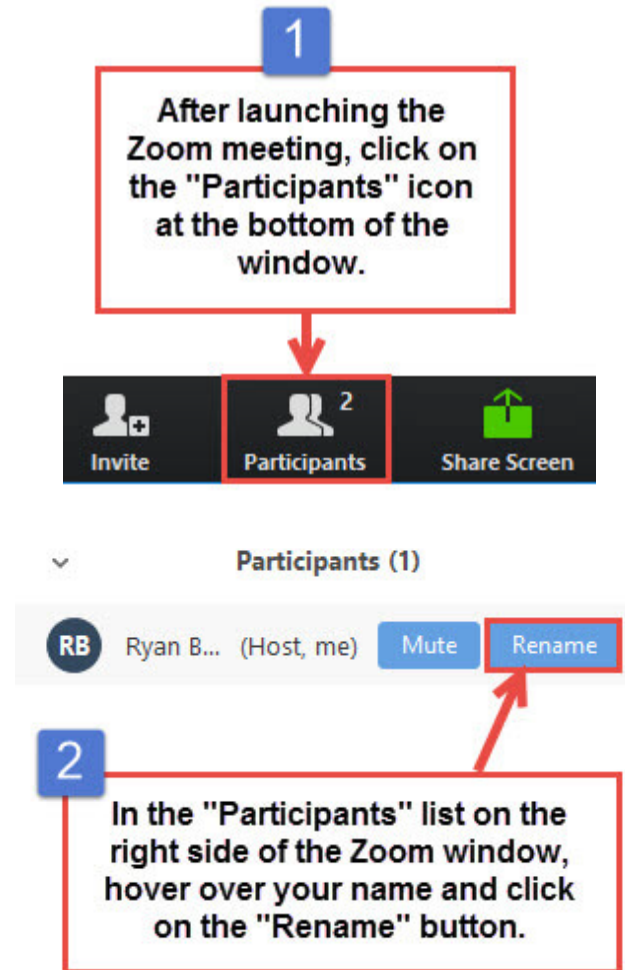 1
After launching the
Zoom meeting, click on
the "Participants" icon
at the bottom of the
window.
2
Invite Participants Share Screen
Participants (1)
RB Ryan B... (Host, me) Mute Rename
2
In the "Participants" list on the
right side of the Zoom window,
hover over your name and click
on the "Rename" button.